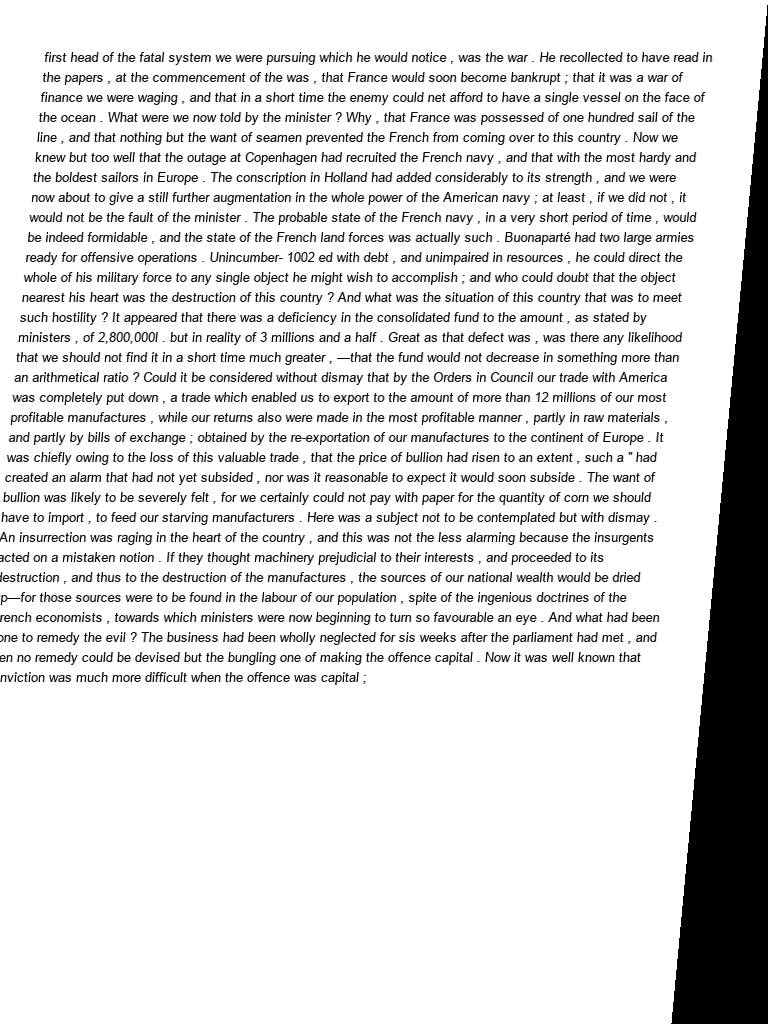 first head of the fatal system we were pursuing which he would notice , was the war . He recollected to have read in
the papers , at the commencement of the was , that France would soon become bankrupt ; that it was a war of
finance we were waging , and that in a short time the enemy could net afford to have a single vessel on the face of
the ocean . What were we now told by the minister ? Why , that France was possessed of one hundred sail of the
line , and that nothing but the want of seamen prevented the French from coming over to this country . Now we
knew but too well that the outage at Copenhagen had recruited the French navy , and that with the most hardy and
the boldest sailors in Europe . The conscription in Holland had added considerably to its strength , and we were
now about to give a still further augmentation in the whole power of the American navy ; at least , if we did not , it
would not be the fault of the minister . The probable state of the French navy , in a very short period of time , would
be indeed formidable , and the state of the French land forces was actually such . Buonaparté had two large armies
ready for offensive operations . Unincumber- 1002 ed with debt , and unimpaired in resources , he could direct the
whole of his military force to any single object he might wish to accomplish ; and who could doubt that the object
nearest his heart was the destruction of this country ? And what was the situation of this country that was to meet
such hostility ? It appeared that there was a deficiency in the consolidated fund to the amount , as stated by
ministers , of 2,800,000l . but in reality of 3 millions and a half . Great as that defect was , was there any likelihood
that we should not find it in a short time much greater , —that the fund would not decrease in something more than
an arithmetical ratio ? Could it be considered without dismay that by the Orders in Council our trade with America
was completely put down , a trade which enabled us to export to the amount of more than 12 millions of our most
profitable manufactures , while our returns also were made in the most profitable manner , partly in raw materials ,
and partly by bills of exchange ; obtained by the re-exportation of our manufactures to the continent of Europe . It
was chiefly owing to the loss of this valuable trade , that the price of bullion had risen to an extent , such a " had
created an alarm that had not yet subsided , nor was it reasonable to expect it would soon subside . The want of
bullion was likely to be severely felt , for we certainly could not pay with paper for the quantity of corn we should
have to import , to feed our starving manufacturers . Here was a subject not to be contemplated but with dismay .
An insurrection was raging in the heart of the country , and this was not the less alarming because the insurgents
acted on a mistaken notion . If they thought machinery prejudicial to their interests , and proceeded to its
destruction , and thus to the destruction of the manufactures , the sources of our national wealth would be dried
p—for those sources were to be found in the labour of our population , spite of the ingenious doctrines of the
rench economists , towards which ministers were now beginning to turn so favourable an eye . And what had been
one to remedy the evil ? The business had been wholly neglected for sis weeks after the parliament had met , and
en no remedy could be devised but the bungling one of making the offence capital . Now it was well known that
nviction was much more difficult when the offence was capital ;